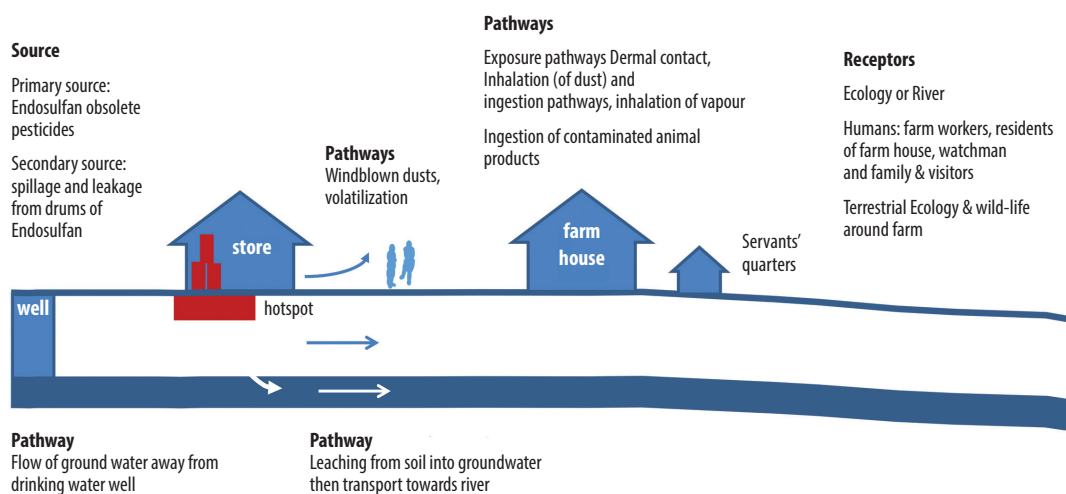 Source
Primary source:
Endosulfan obsolete
pesticides
Secondary source:
spillage and leakage
from drums of
Endosulfan
Pathways
Windblown dusts,
volatilization
Pathways
Exposure pathways Dermal contact,
Inhalation (of dust) and
ingestion pathways, inhalation of vapour
Ingestion of contaminated animal
products
Receptors
Ecology or River
Humans: farm workers, residents
of farm house, watchman
and family & visitors
Terrestrial Ecology & wild-life
around farm
store
farm
house
Servants’
quarters
well
hotspot
Pathway
Flow of ground water away from
drinking water well
Pathway
Leaching from soil into groundwater
then transport towards river